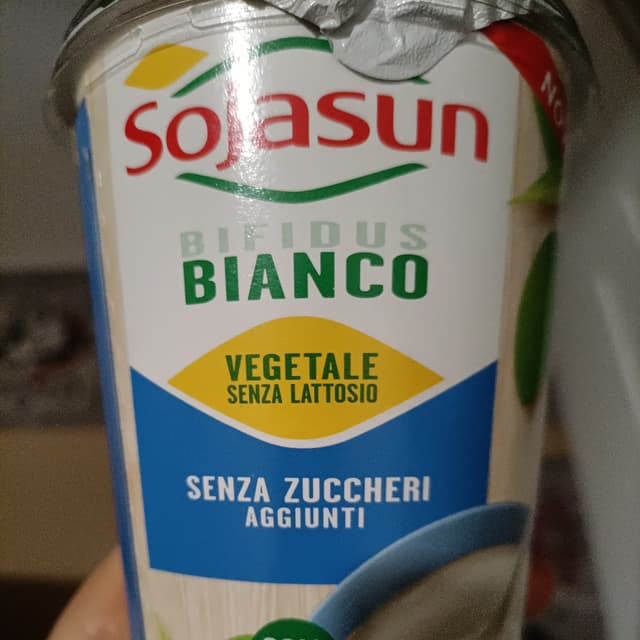 Sojasun
BIFIDUS
BIANCO
VEGETALE
SENZA LATTOSIO
SENZA ZUCCHERI
AGGIUNTI